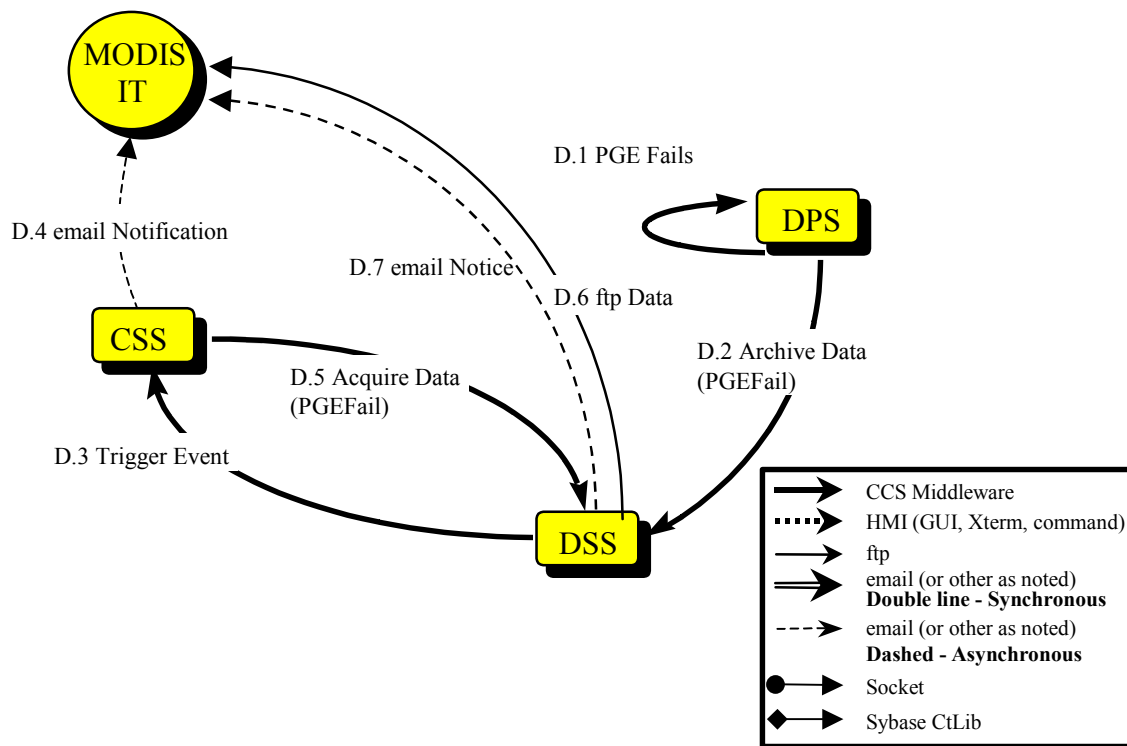 MODIS
IT
D.1 PGE Fails
DPS
D.4 email Notification
D.7 email Notice
D.6 ftp Data
CSS
D.2 Archive Data
(PGEFail)
D.5 Acquire Data
(PGEFail)
D.3 Trigger Event
DSS
CCS Middleware
HMI (GUI, Xterm, command)
ftp
email (or other as noted)
Double line - Synchronous
email (or other as noted)
Dashed - Asynchronous
Socket
Sybase CtLib